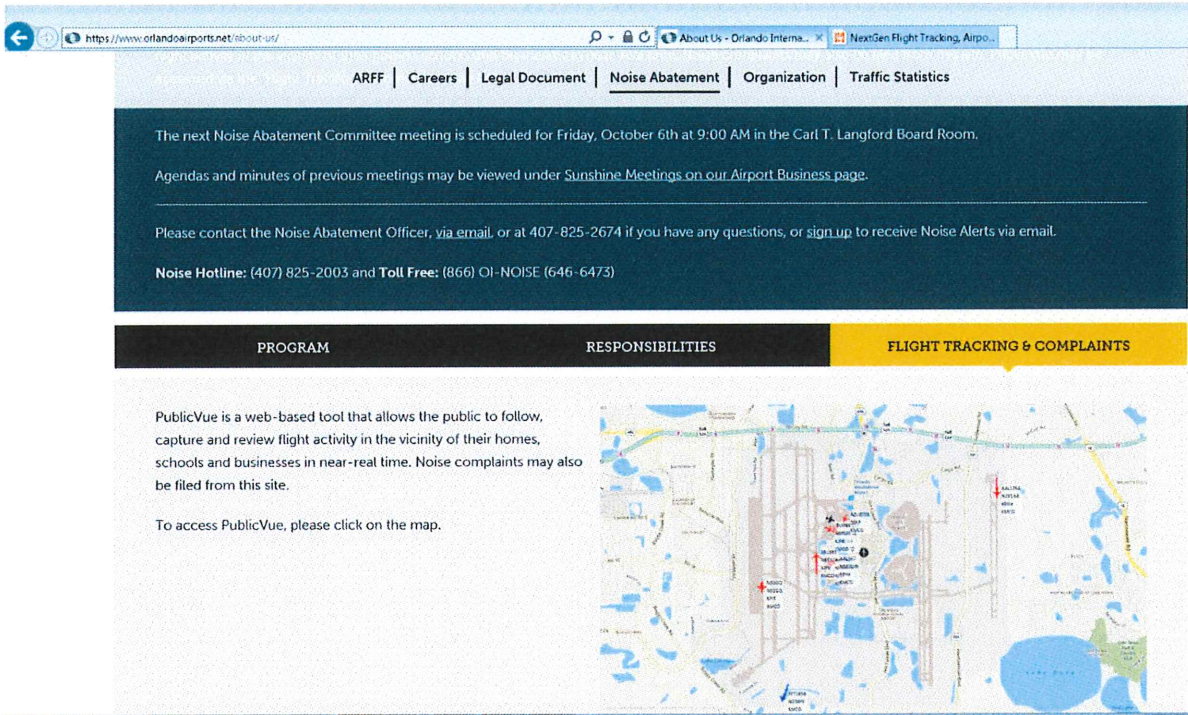 https://www.orlandoairports.net/about-us/
About Us - Orlando Interna...
NextGen Flight Tracking, Airpo...
ARFF | Careers | Legal Document | Noise Abatement | Organization | Traffic Statistics
The next Noise Abatement Committee meeting is scheduled for Friday, October 6th at 9:00 AM in the Carl T. Langford Board Room.
Agendas and minutes of previous meetings may be viewed under Sunshine Meetings on our Airport Business page.
Please contact the Noise Abatement Officer, via email, or at 407-825-2674 if you have any questions, or sign up to receive Noise Alerts via email.
Noise Hotline: (407) 825-2003 and Toll Free: (866) OI-NOISE (646-6473)
PROGRAM
RESPONSIBILITIES
FLIGHT TRACKING & COMPLAINTS
PublicVue is a web-based tool that allows the public to follow,
capture and review flight activity in the vicinity of their homes,
schools and businesses in near-real time. Noise complaints may also
be filed from this site.
To access PublicVue, please click on the map.